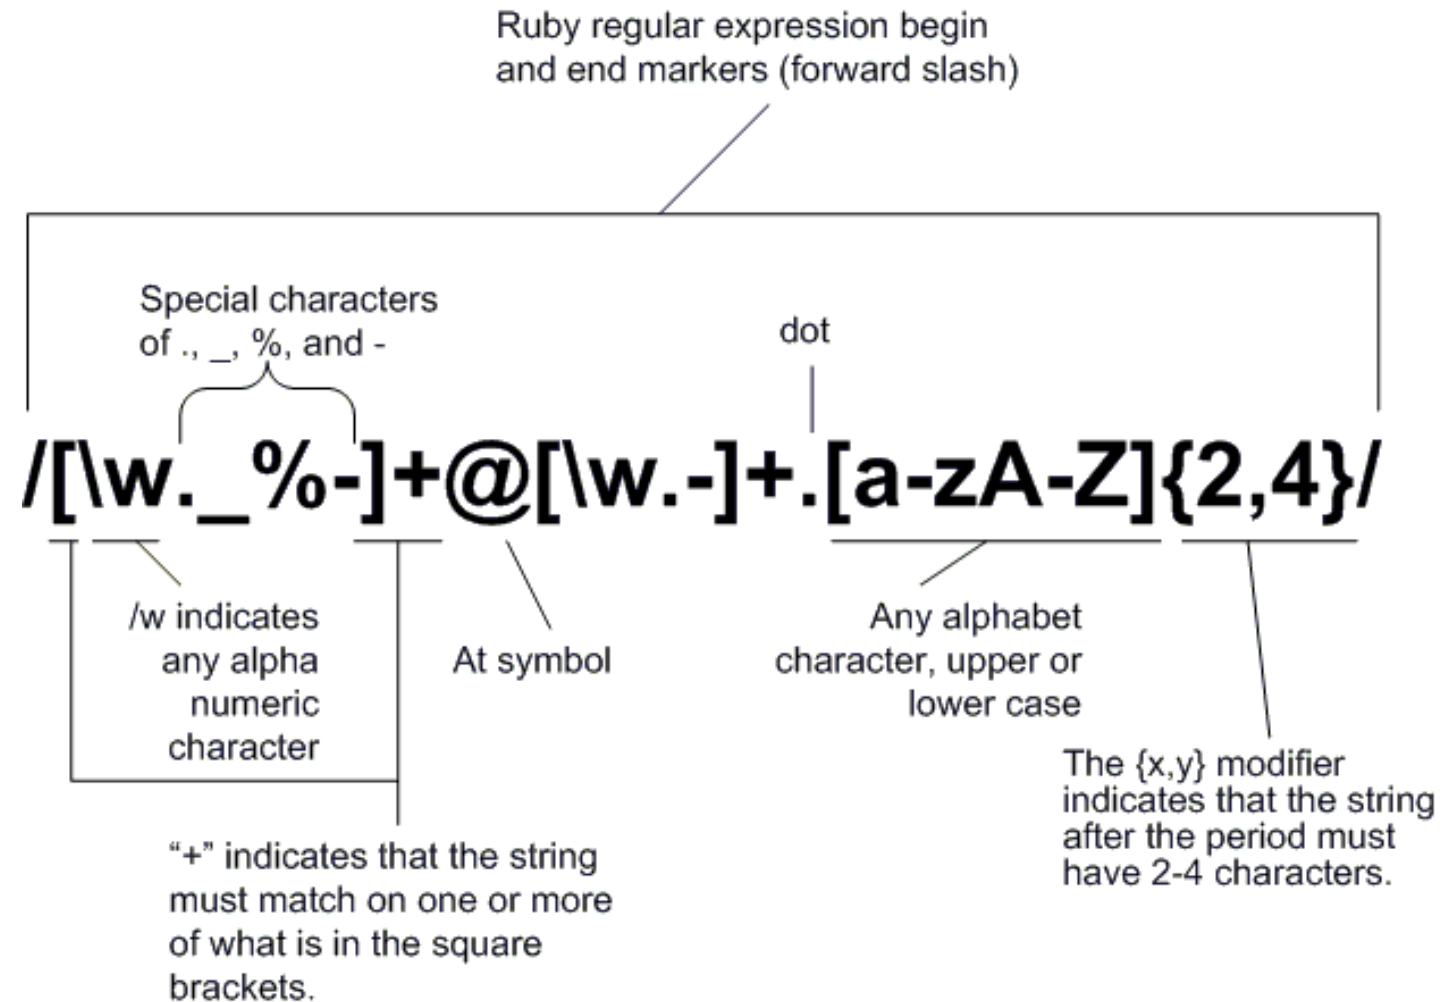 Ruby regular expression begin
and end markers (forward slash)
Special characters
of ., _, %, and -
dot
/[\w._%-]+@[\w.-]+.[a-zA-Z]{2,4}/
/w indicates
any alpha
numeric
character
At symbol
Any alphabet
character, upper or
lower case
The {x,y} modifier
indicates that the string
after the period must
have 2-4 characters.
“+” indicates that the string
must match on one or more
of what is in the square
brackets.